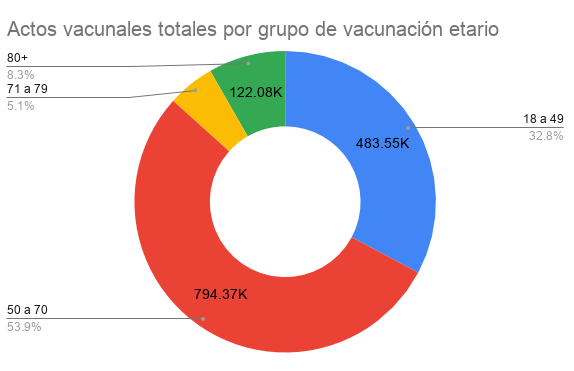 Actos vacunales totales por grupo de vacunación etario
80+
8.3%
71 a 79
5.1%
122.08K
18 a 49
32.8%
483.55K
794.37K
50 a 70
53.9%